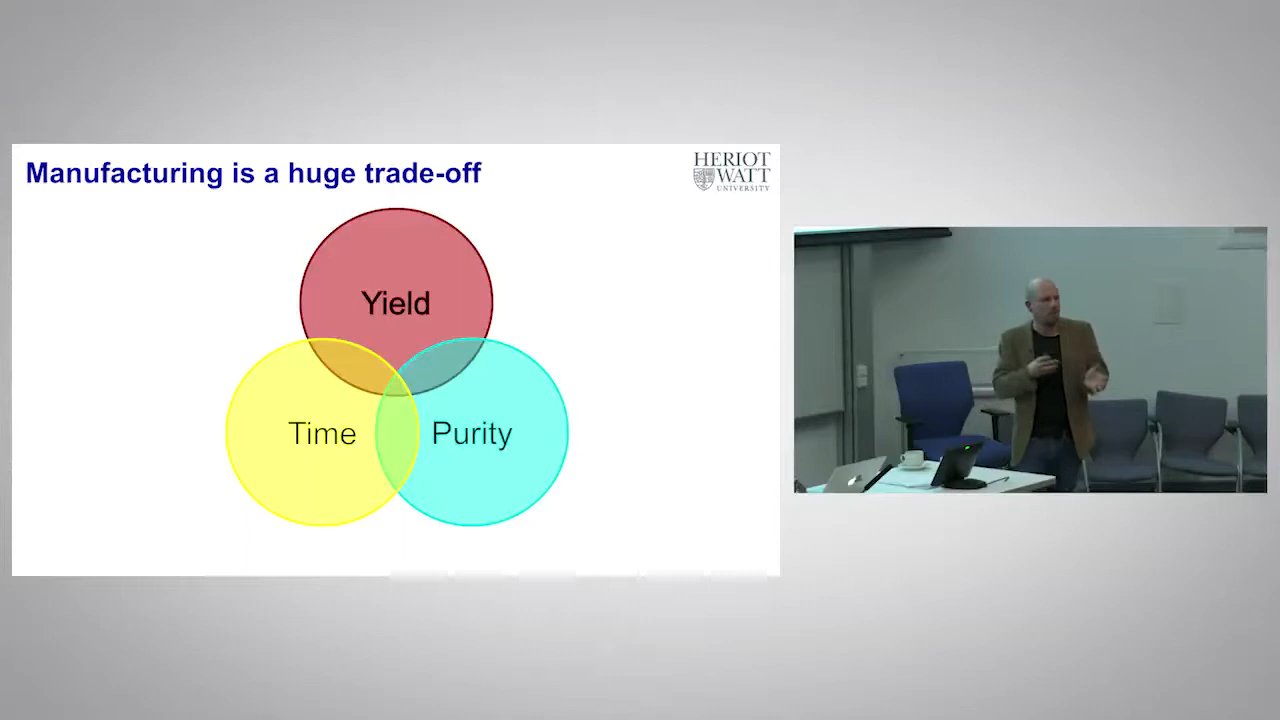 Manufacturing is a huge trade-off
HERIOT
WATT
UNIVERSITY
Yield
Time
Purity